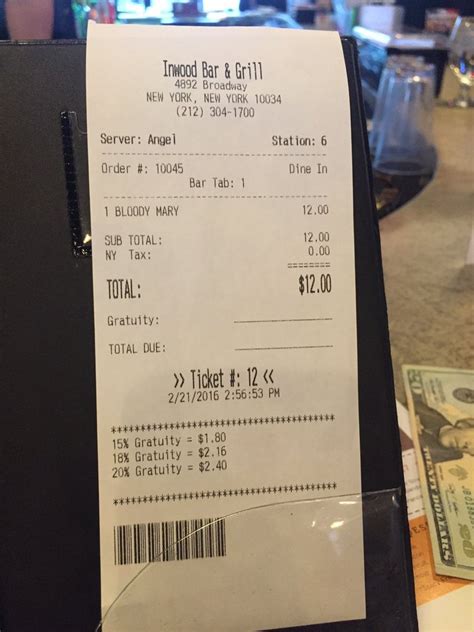 Inwood Bar & Grill
4892 Broadway
NEW YORK, NEW YORK 10034
(212) 304-1700
Server: Angel Station: 6
Order #: 10045 Dine In
Bar Tab: 1
1 BLOODY MARY 12.00
SUB TOTAL: 12.00
NY Tax: 0.00
========
TOTAL: $12.00
Gratuity:
TOTAL DUE:
>> Ticket #: 12 <<
2/21/2016 2:56:53 PM
***********************************
15% Gratuity = $1.80
18% Gratuity = $2.16
20% Gratuity = $2.40
***********************************